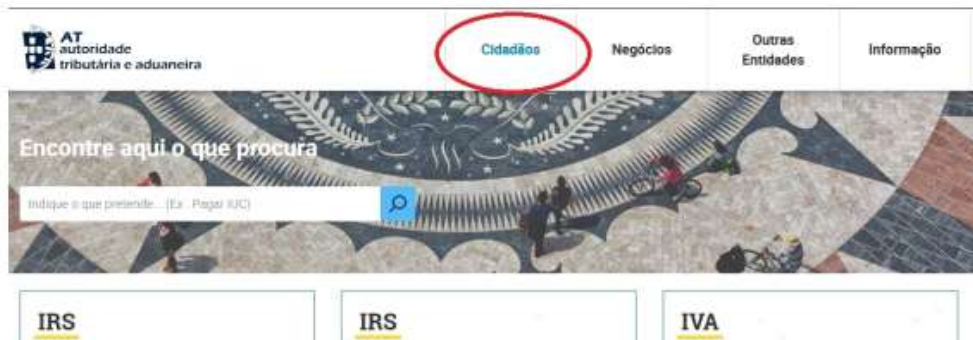 AT
autoridade
tributária e aduaneira
Cidadãos
Negócios
Outras
Entidades
Informação
Encontre aqui o que procura
Indique o que pretende... (Ex . Pagar IUC)
IRS
IRS
IVA